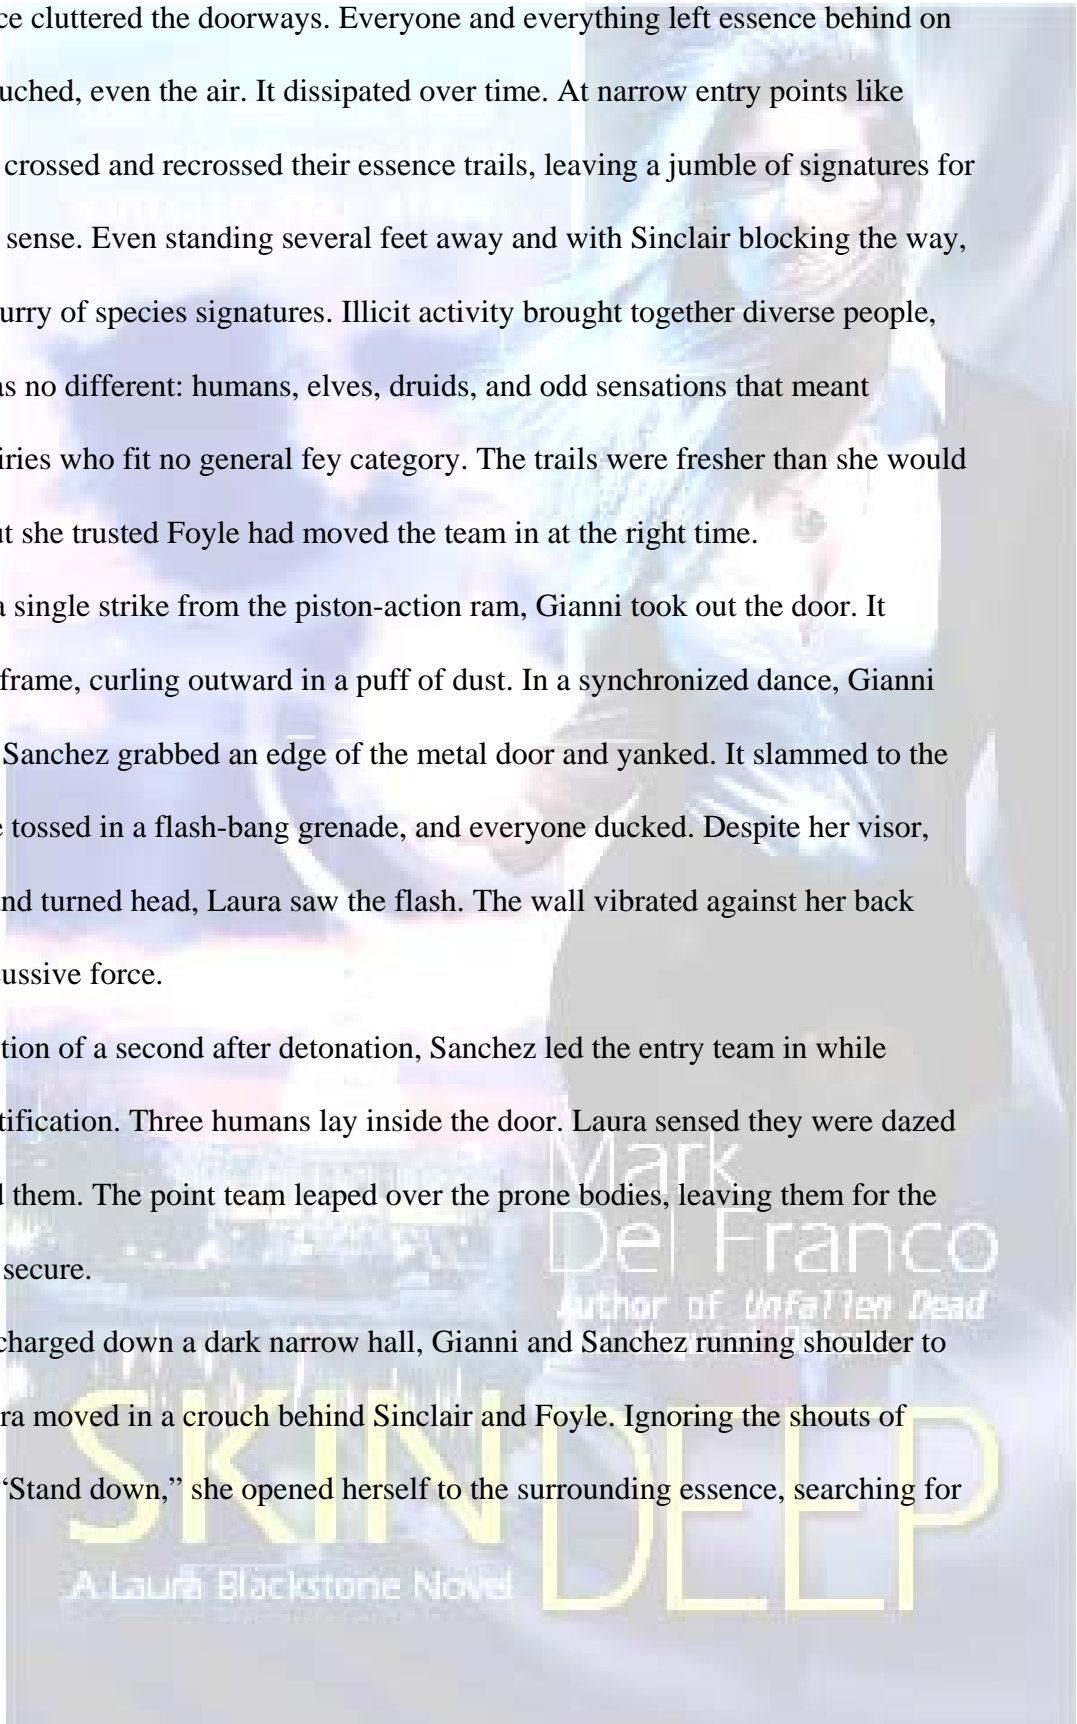 ce cluttered the doorways. Everyone and everything left essence behind on
uched, even the air. It dissipated over time. At narrow entry points like
crossed and recrossed their essence trails, leaving a jumble of signatures for
sense. Even standing several feet away and with Sinclair blocking the way,
urry of species signatures. Illicit activity brought together diverse people,
as no different: humans, elves, druids, and odd sensations that meant
iries who fit no general fey category. The trails were fresher than she would
ut she trusted Foyle had moved the team in at the right time.
a single strike from the piston-action ram, Gianni took out the door. It
frame, curling outward in a puff of dust. In a synchronized dance, Gianni
Sanchez grabbed an edge of the metal door and yanked. It slammed to the
e tossed in a flash-bang grenade, and everyone ducked. Despite her visor,
and turned head, Laura saw the flash. The wall vibrated against her back
cussive force.
tion of a second after detonation, Sanchez led the entry team in while
tification. Three humans lay inside the door. Laura sensed they were dazed
d them. The point team leaped over the prone bodies, leaving them for the
secure.
charged down a dark narrow hall, Gianni and Sanchez running shoulder to
ra moved in a crouch behind Sinclair and Foyle. Ignoring the shouts of
“Stand down,” she opened herself to the surrounding essence, searching for
Mark
Del Franco
Author of Unfallen Dead
SKIN DEEP
A Laura Blackstone Novel